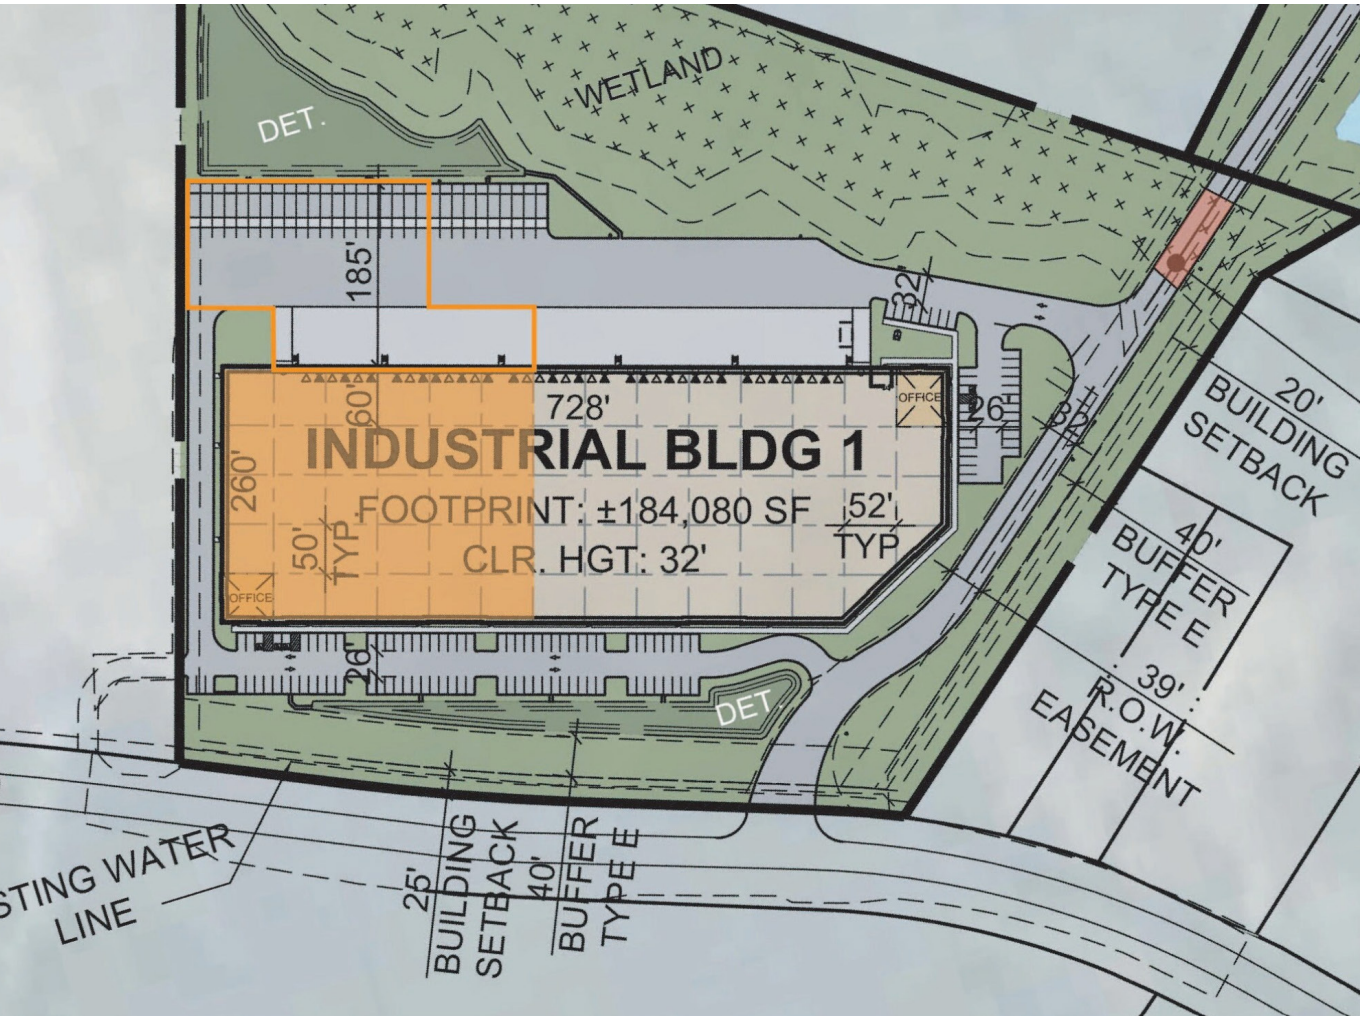 WETLAND
DET.
185'
32'
60'
728'
OFFICE
26'
32'
INDUSTRIAL BLDG 1
260'
FOOTPRINT: ±184,080 SF
52'
TYP
50'
TYP.
CLR. HGT: 32'
OFFICE
26'
DET.
20'
BUILDING
SETBACK
40'
BUFFER
TYPE E
39'
R.O.W.
EASEMENT
STING WATER
LINE
25'
BUILDING
SETBACK
40'
BUFFER
TYPE E